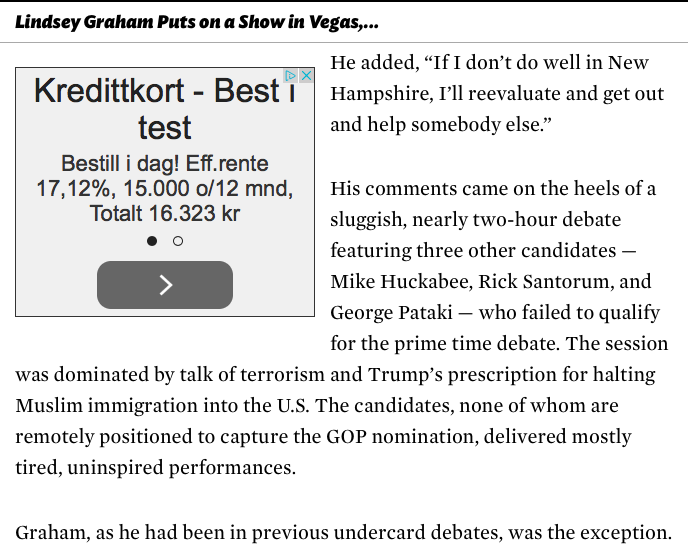 Lindsey Graham Puts on a Show in Vegas,...
Kredittkort - Best i
test
Bestill i dag! Eff.rente
17,12%, 15.000 o/12 mnd,
Totalt 16.323 kr
He added, “If I don’t do well in New
Hampshire, I’ll reevaluate and get out
and help somebody else.”
His comments came on the heels of a
sluggish, nearly two-hour debate
featuring three other candidates —
Mike Huckabee, Rick Santorum, and
George Pataki — who failed to qualify
for the prime time debate. The session
was dominated by talk of terrorism and Trump’s prescription for halting
Muslim immigration into the U.S. The candidates, none of whom are
remotely positioned to capture the GOP nomination, delivered mostly
tired, uninspired performances.
Graham, as he had been in previous undercard debates, was the exception.